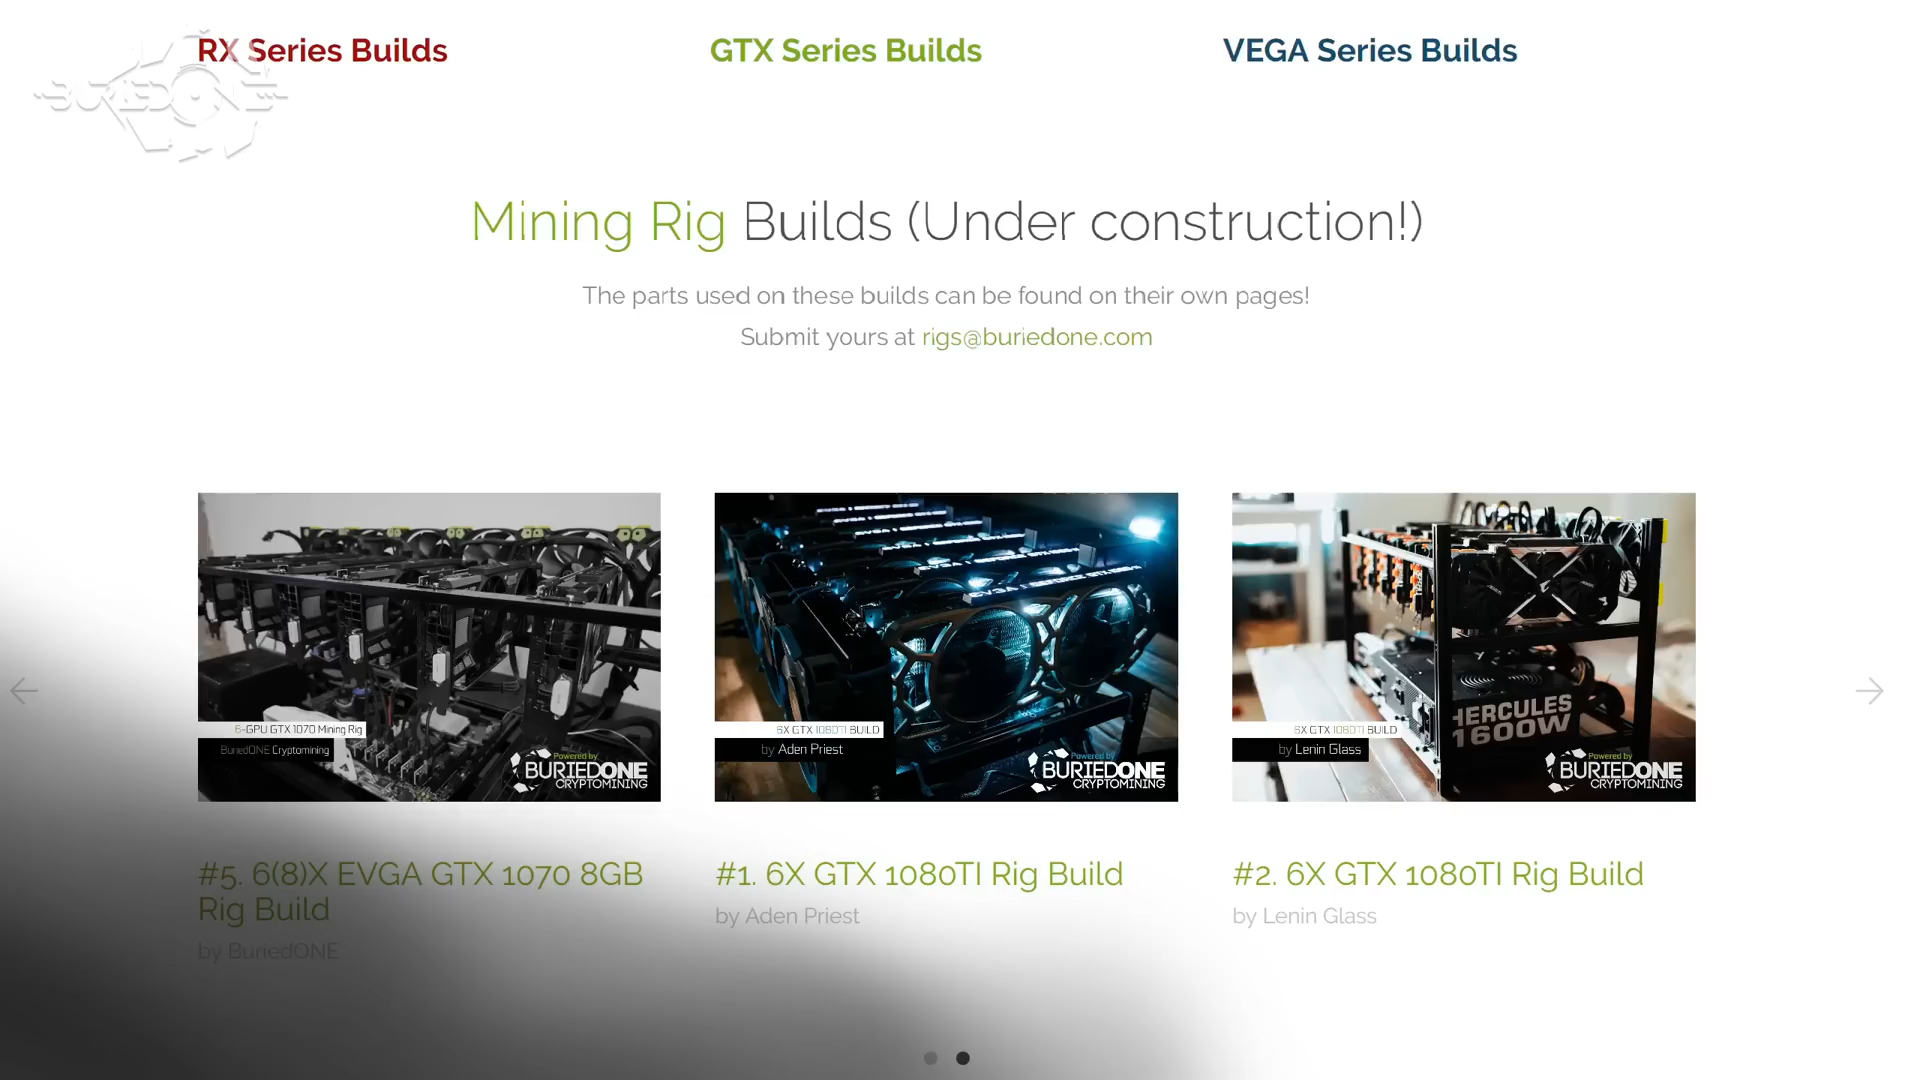 RX Series Builds
GTX Series Builds
VEGA Series Builds
BURIEDONE
Mining Rig Builds (Under construction!)
The parts used on these builds can be found on their own pages!
Submit yours at rigs@buriedone.com
6-GPU GTX 1070 Mining Rig
BuriedONE Cryptomining
Powered by
BURIEDONE
CRYPTOMINING
EVGA | GEFORCE GTX
6X GTX 1080TI BUILD
by Aden Priest
Powered by
BURIEDONE
CRYPTOMINING
HERCULES
1600W
6X GTX 1080TI BUILD
by Lenin Glass
Powered by
BURIEDONE
CRYPTOMINING
#5. 6(8)X EVGA GTX 1070 8GB
Rig Build
by BuriedONE
#1. 6X GTX 1080TI Rig Build
by Aden Priest
#2. 6X GTX 1080TI Rig Build
by Lenin Glass